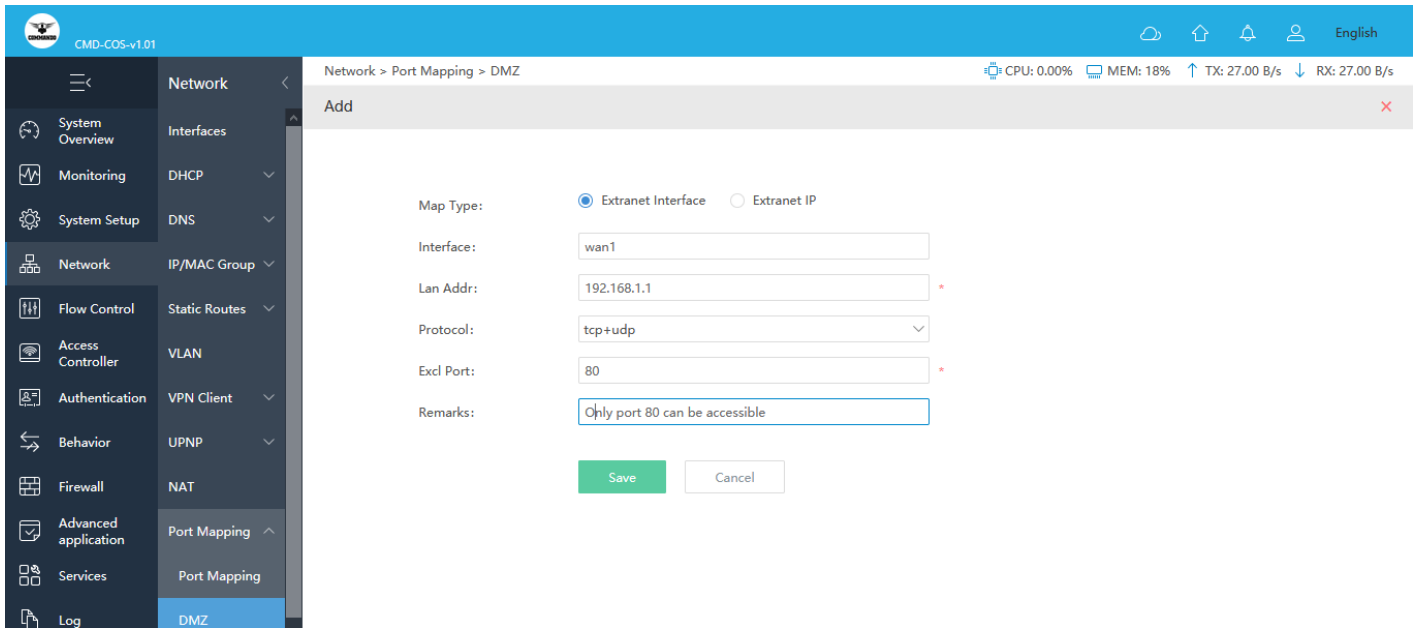 COMMANDO
CMD-COS-v1.01
English
Network
Network > Port Mapping > DMZ
CPU: 0.00%
MEM: 18%
TX: 27.00 B/s
RX: 27.00 B/s
Add
System
Overview
Monitoring
System Setup
Network
Flow Control
Access
Controller
Authentication
Behavior
Firewall
Advanced
application
Services
Log
Interfaces
DHCP
DNS
IP/MAC Group
Static Routes
VLAN
VPN Client
UPNP
NAT
Port Mapping
Port Mapping
DMZ
Map Type: Extranet Interface Extranet IP
Interface: wan1
Lan Addr: 192.168.1.1 *
Protocol: tcp+udp
Excl Port: 80 *
Remarks: Only port 80 can be accessible
Save Cancel